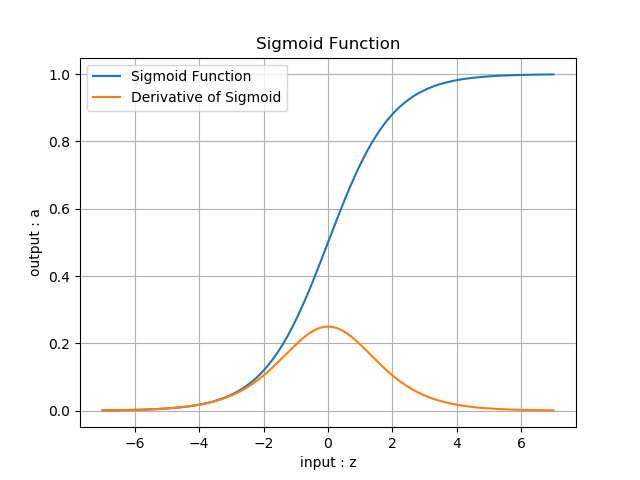 Sigmoid Function
Sigmoid Function
Derivative of Sigmoid
1.0
0.8
0.6
0.4
0.2
0.0
output : a
−6 −4 −2 0 2 4 6
input : z